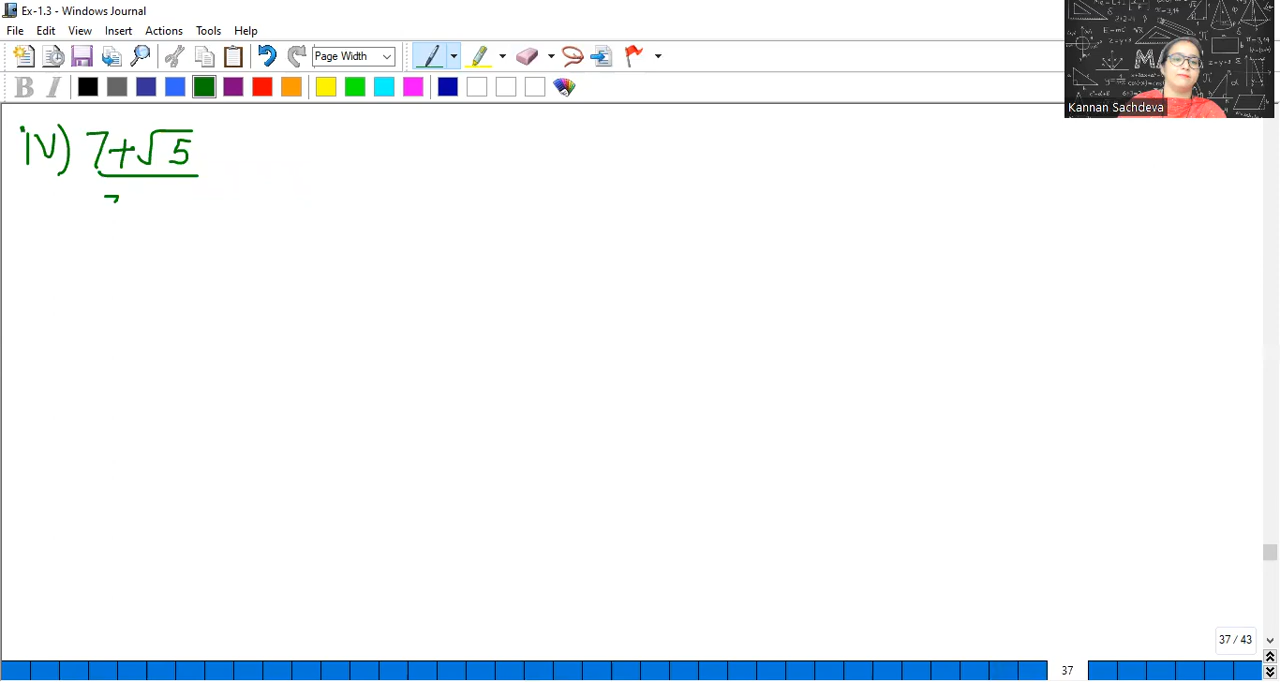 Ex-1.3 - Windows Journal
File Edit View Insert Actions Tools Help
Page Width
B I
Kannan Sachdeva
iv) 7+√5
7
37 / 43
37